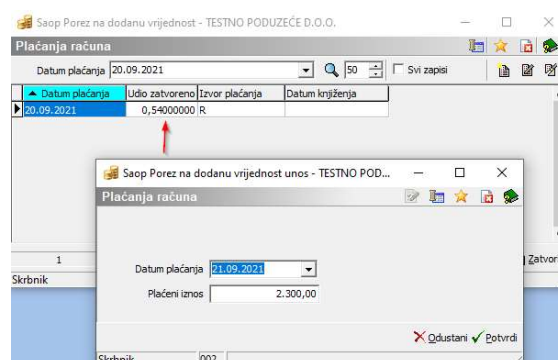 Saop Porez na dodanu vrijednost - TESTNO PODUZEĆE D.O.O.
Plaćanja računa
Datum plaćanja 20.09.2021 50 Svi zapisi
Datum plaćanja Udio zatvoreno Izvor plaćanja Datum knjiženja
20.09.2021 0,54000000 R
Saop Porez na dodanu vrijednost unos - TESTNO POD...
Plaćanja računa
1
Zatvor
Skrbnik
Datum plaćanja 21.09.2021
Plaćeni iznos 2.300,00
Odustani Potvrdi
Skrbnik 002